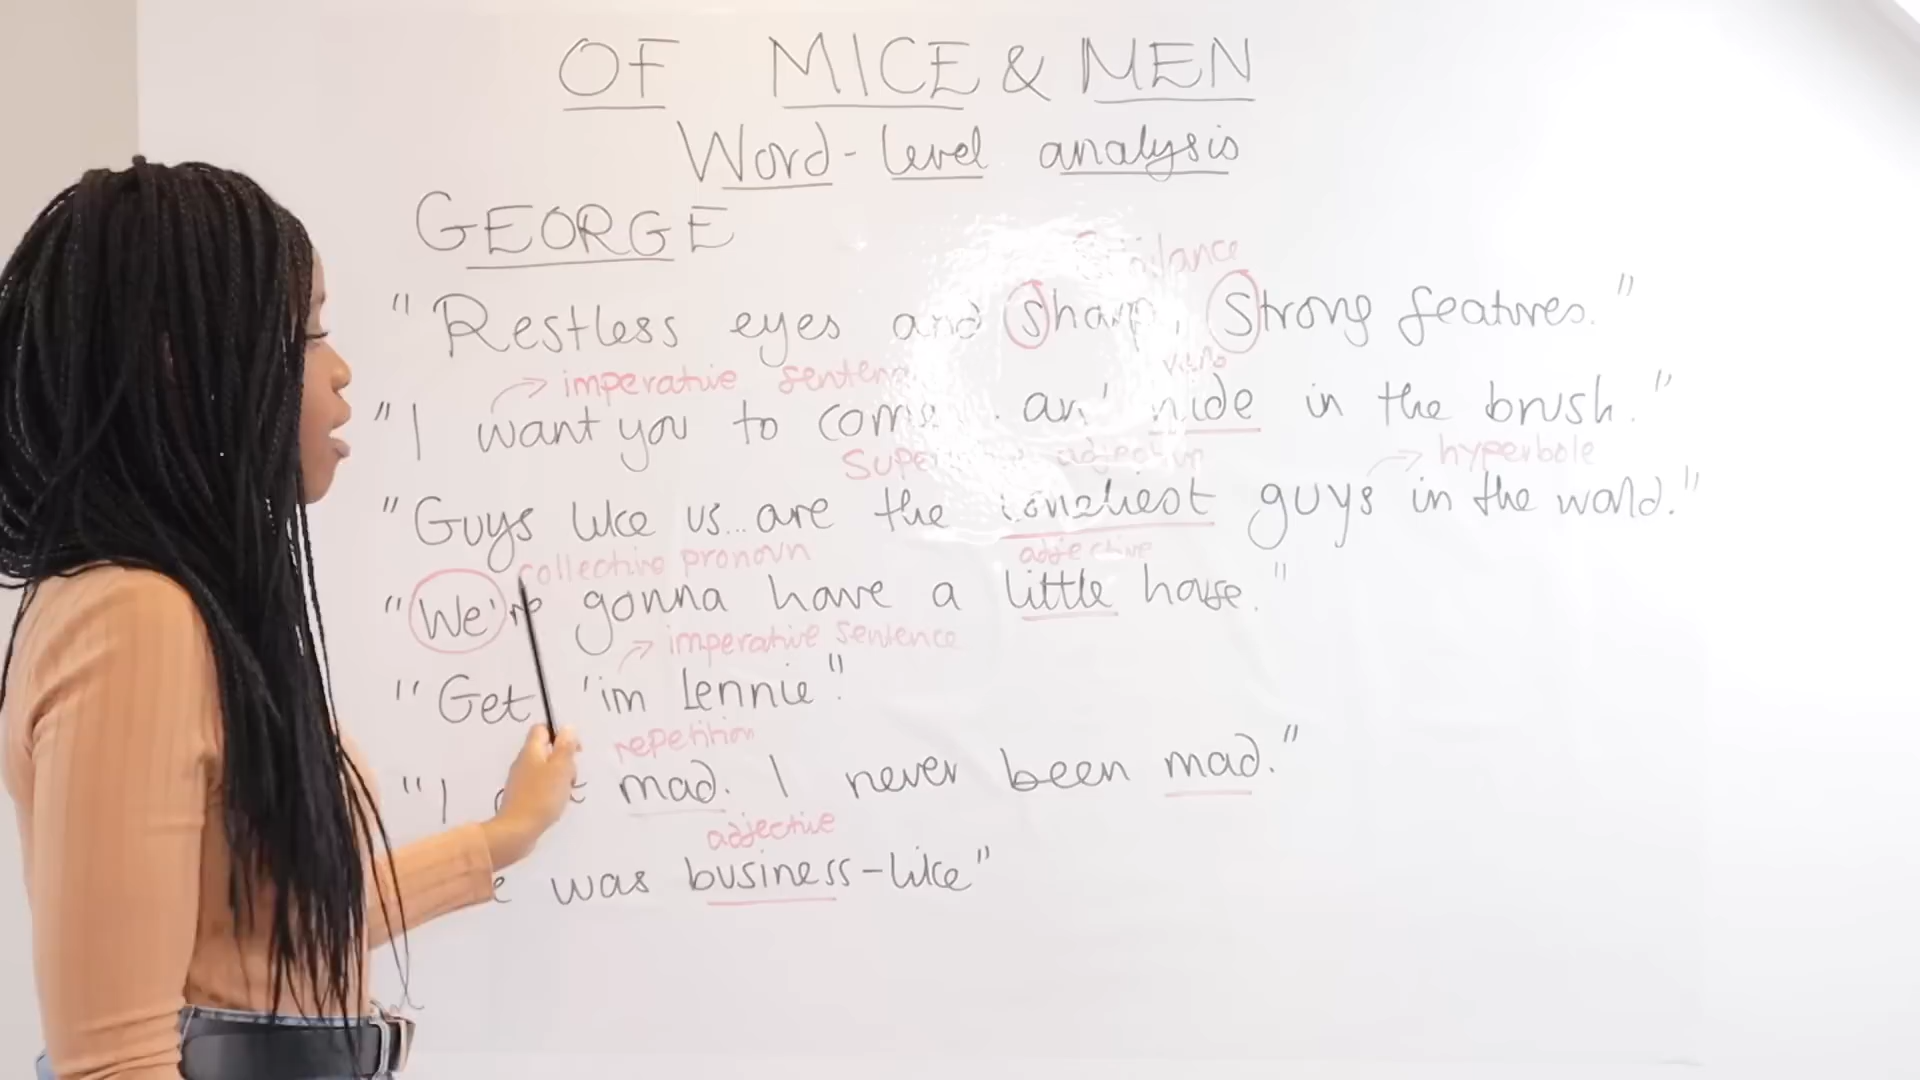 OF MICE & MEN
Word-level analysis
GEORGE
"Restless eyes and sharp, Strong features."
imperative
verb
"I want you to an' hide in the brush."
adjective
hyperbole
"Guys like us... are the loneliest guys in the world."
collective pronoun
adjective
"We're gonna have a little house."
imperative sentence
"Get 'im Lennie"!
repetition
"I mad. I never been mad."
adjective
was business-like"